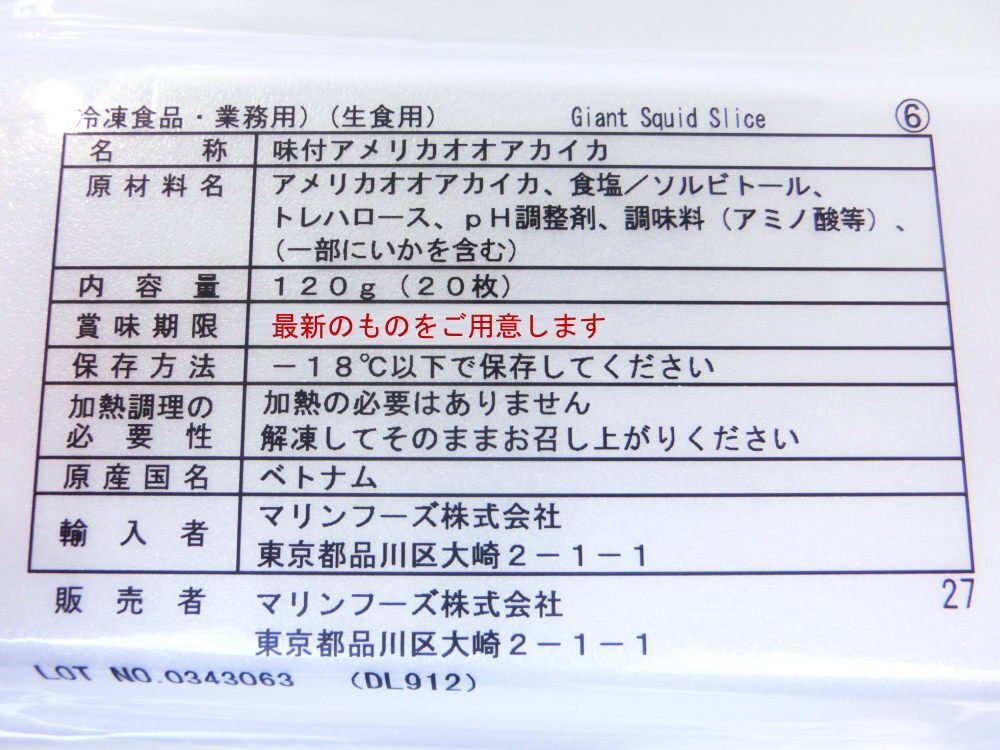 冷凍食品・業務用）（生食用） Giant Squid Slice ⑥
名称 味付アメリカオオアカイカ
原材料名 アメリカオオアカイカ、食塩／ソルビトール、
トレハロース、ｐＨ調整剤、調味料（アミノ酸等）、
（一部にいかを含む）
内容量 １２０ｇ（２０枚）
賞味期限 最新のものをご用意します
保存方法 －１８℃以下で保存してください
加熱調理の 加熱の必要はありません
必要性 解凍してそのままお召し上がりください
原産国名 ベトナム
輸入者 マリンフーズ株式会社
東京都品川区大崎２－１－１
27
販売者 マリンフーズ株式会社
東京都品川区大崎２－１－１
LOT NO.0343063 (DL912)